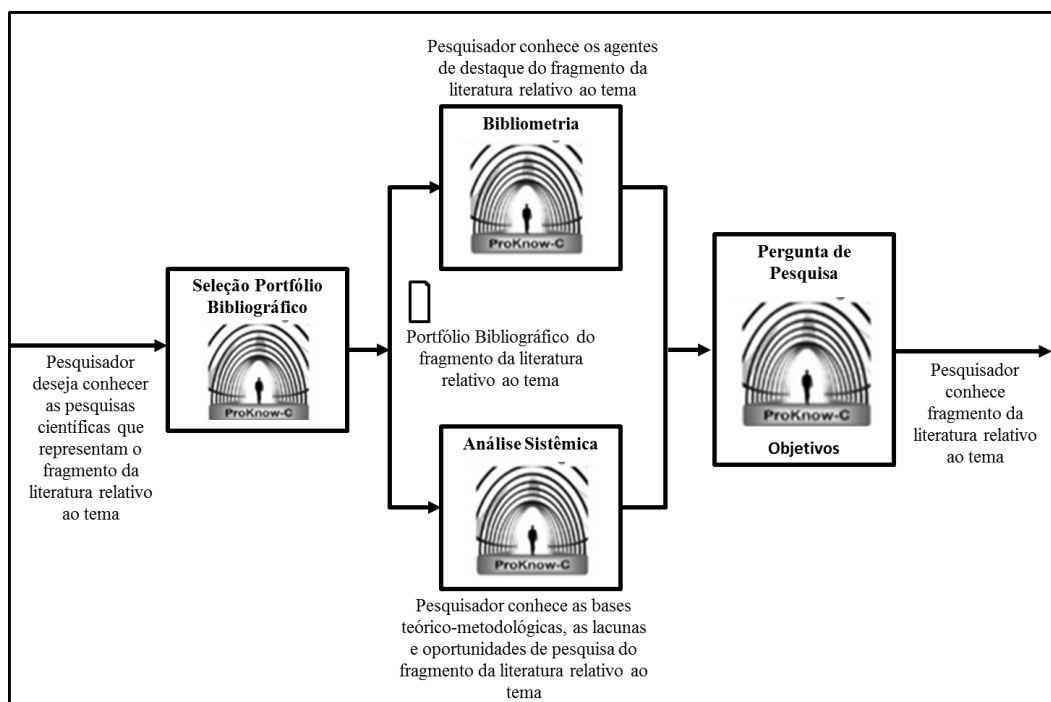 Pesquisador conhece os agentes
de destaque do fragmento da
literatura relativo ao tema
Bibliometria
ProKnow-C
Seleção Portfólio
Bibliográfico
ProKnow-C
Pesquisador
deseja conhecer
as pesquisas
científicas que
representam o
fragmento da
literatura relativo
ao tema
Portfólio Bibliográfico do
fragmento da literatura
relativo ao tema
Análise Sistêmica
ProKnow-C
Pesquisador conhece as bases
teórico-metodológicas, as lacunas
e oportunidades de pesquisa do
fragmento da literatura relativo ao
tema
Pergunta de
Pesquisa
ProKnow-C
Objetivos
Pesquisador
conhece
fragmento da
literatura relativo
ao tema